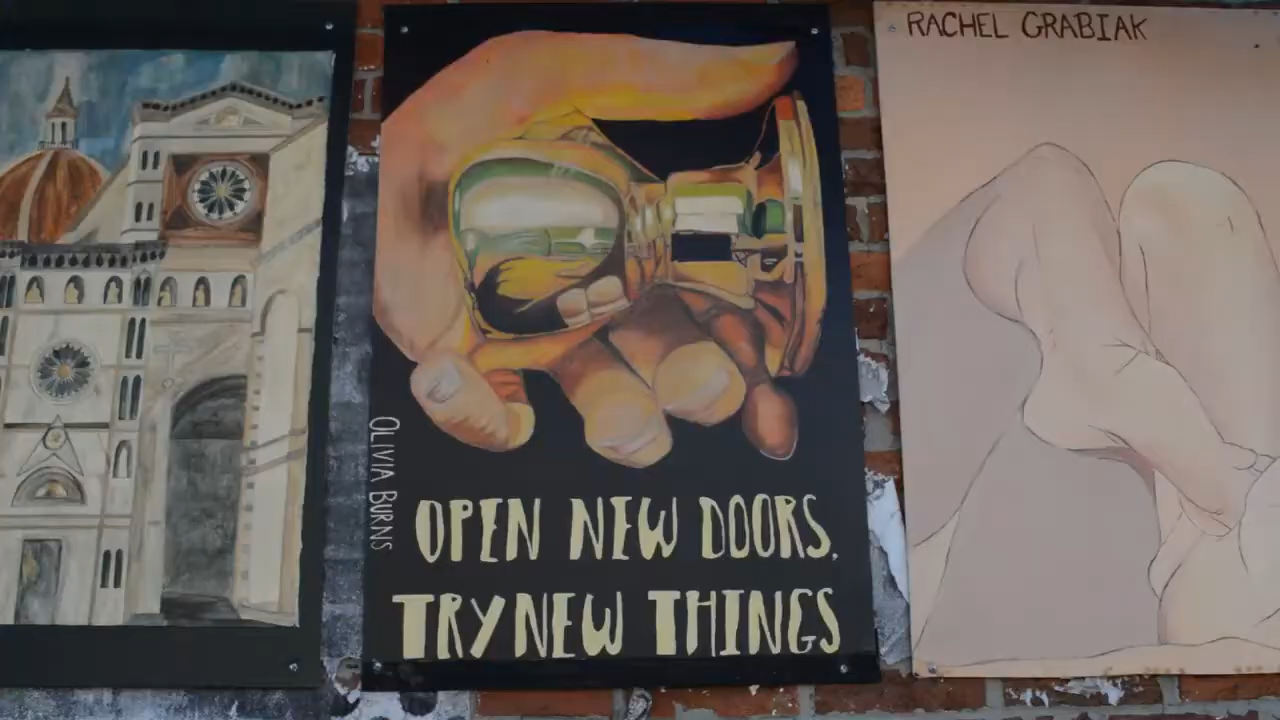 OLIVIA BURNS
OPEN NEW DOORS.
TRY NEW THINGS
RACHEL GRABIAK